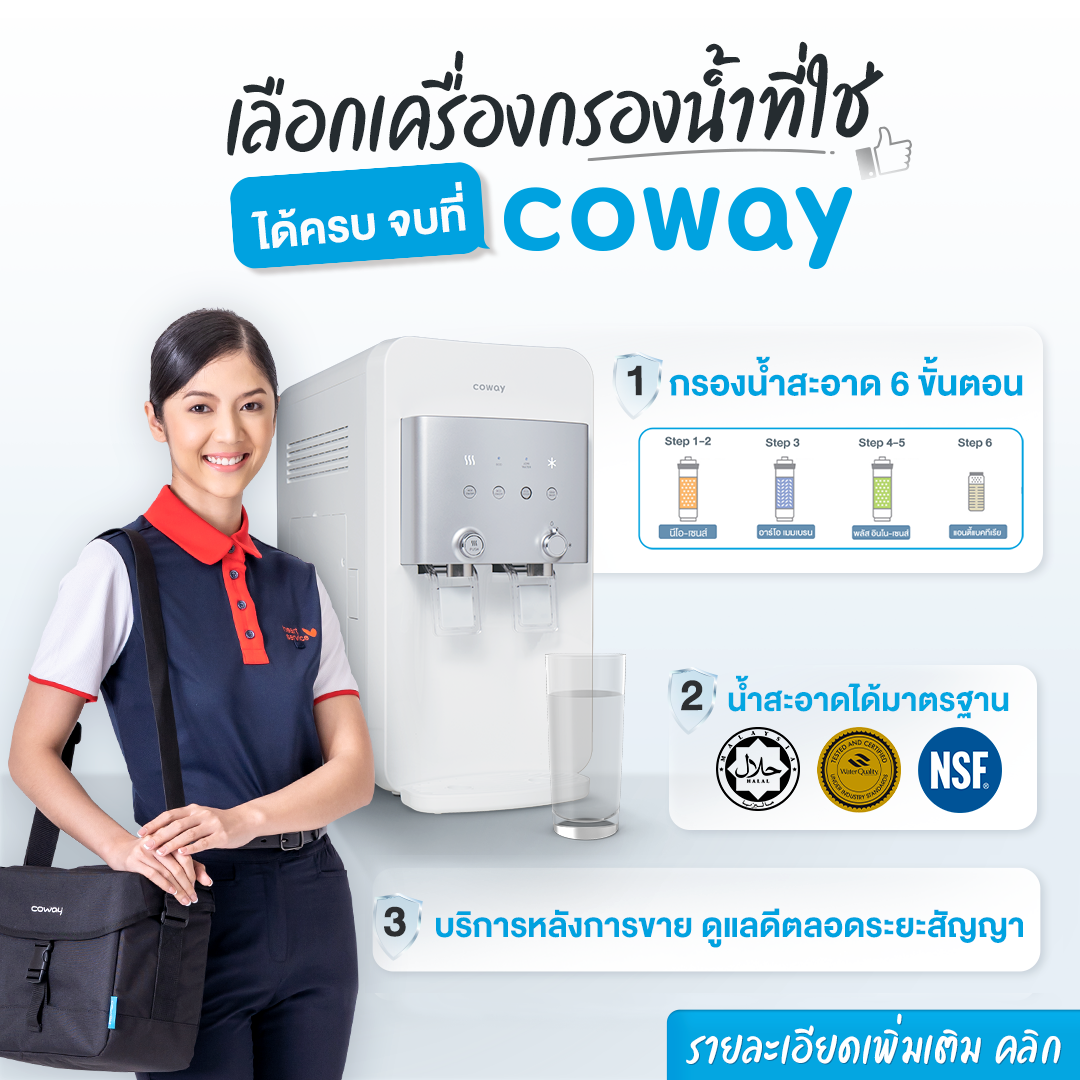 เลือกเครื่องกรองน้ำที่ใช่
ได้ครบ จบที่ coway
coway
1 กรองน้ำสะอาด 6 ขั้นตอน
Step 1-2 Step 3 Step 4-5 Step 6
นีโอ-เซนส์ อาร์โอ เมมเบรน พลัส อินโน-เซนส์ แอนตี้แบคทีเรีย
2 น้ำสะอาดได้มาตรฐาน
MALAYSIA
حلال
HALAL
ماليزيا
TESTED AND CERTIFIED
WaterQuality
UNDER INDUSTRY STANDARDS
NSF®
heart service
coway
3 บริการหลังการขาย ดูแลดีตลอดระยะสัญญา
รายละเอียดเพิ่มเติม คลิก